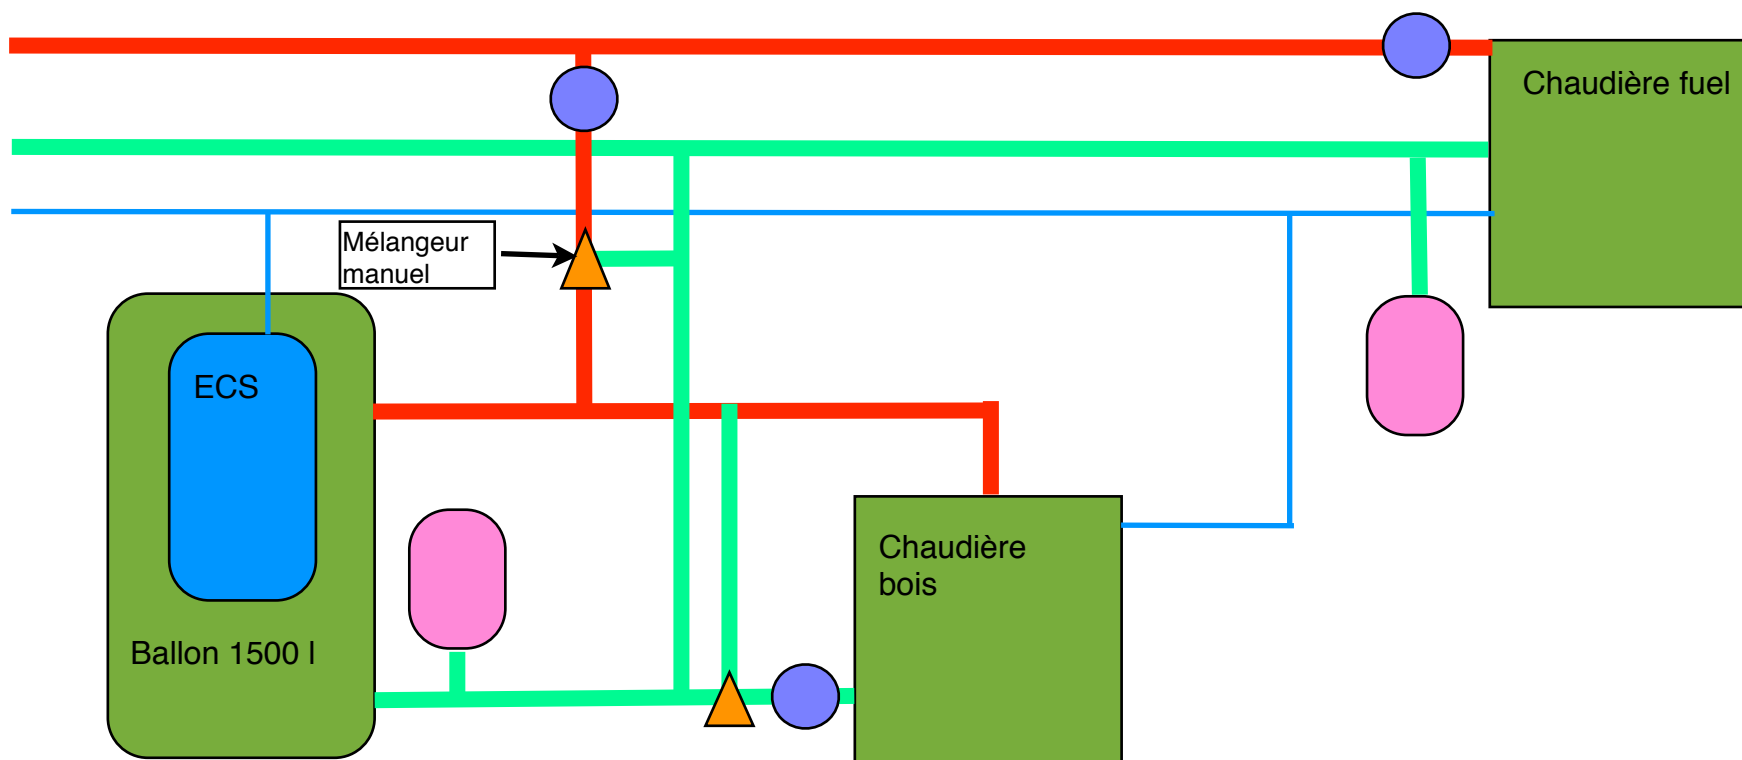 Chaudière fuel
Mélangeur
manuel
ECS
Chaudière
bois
Ballon 1500 l